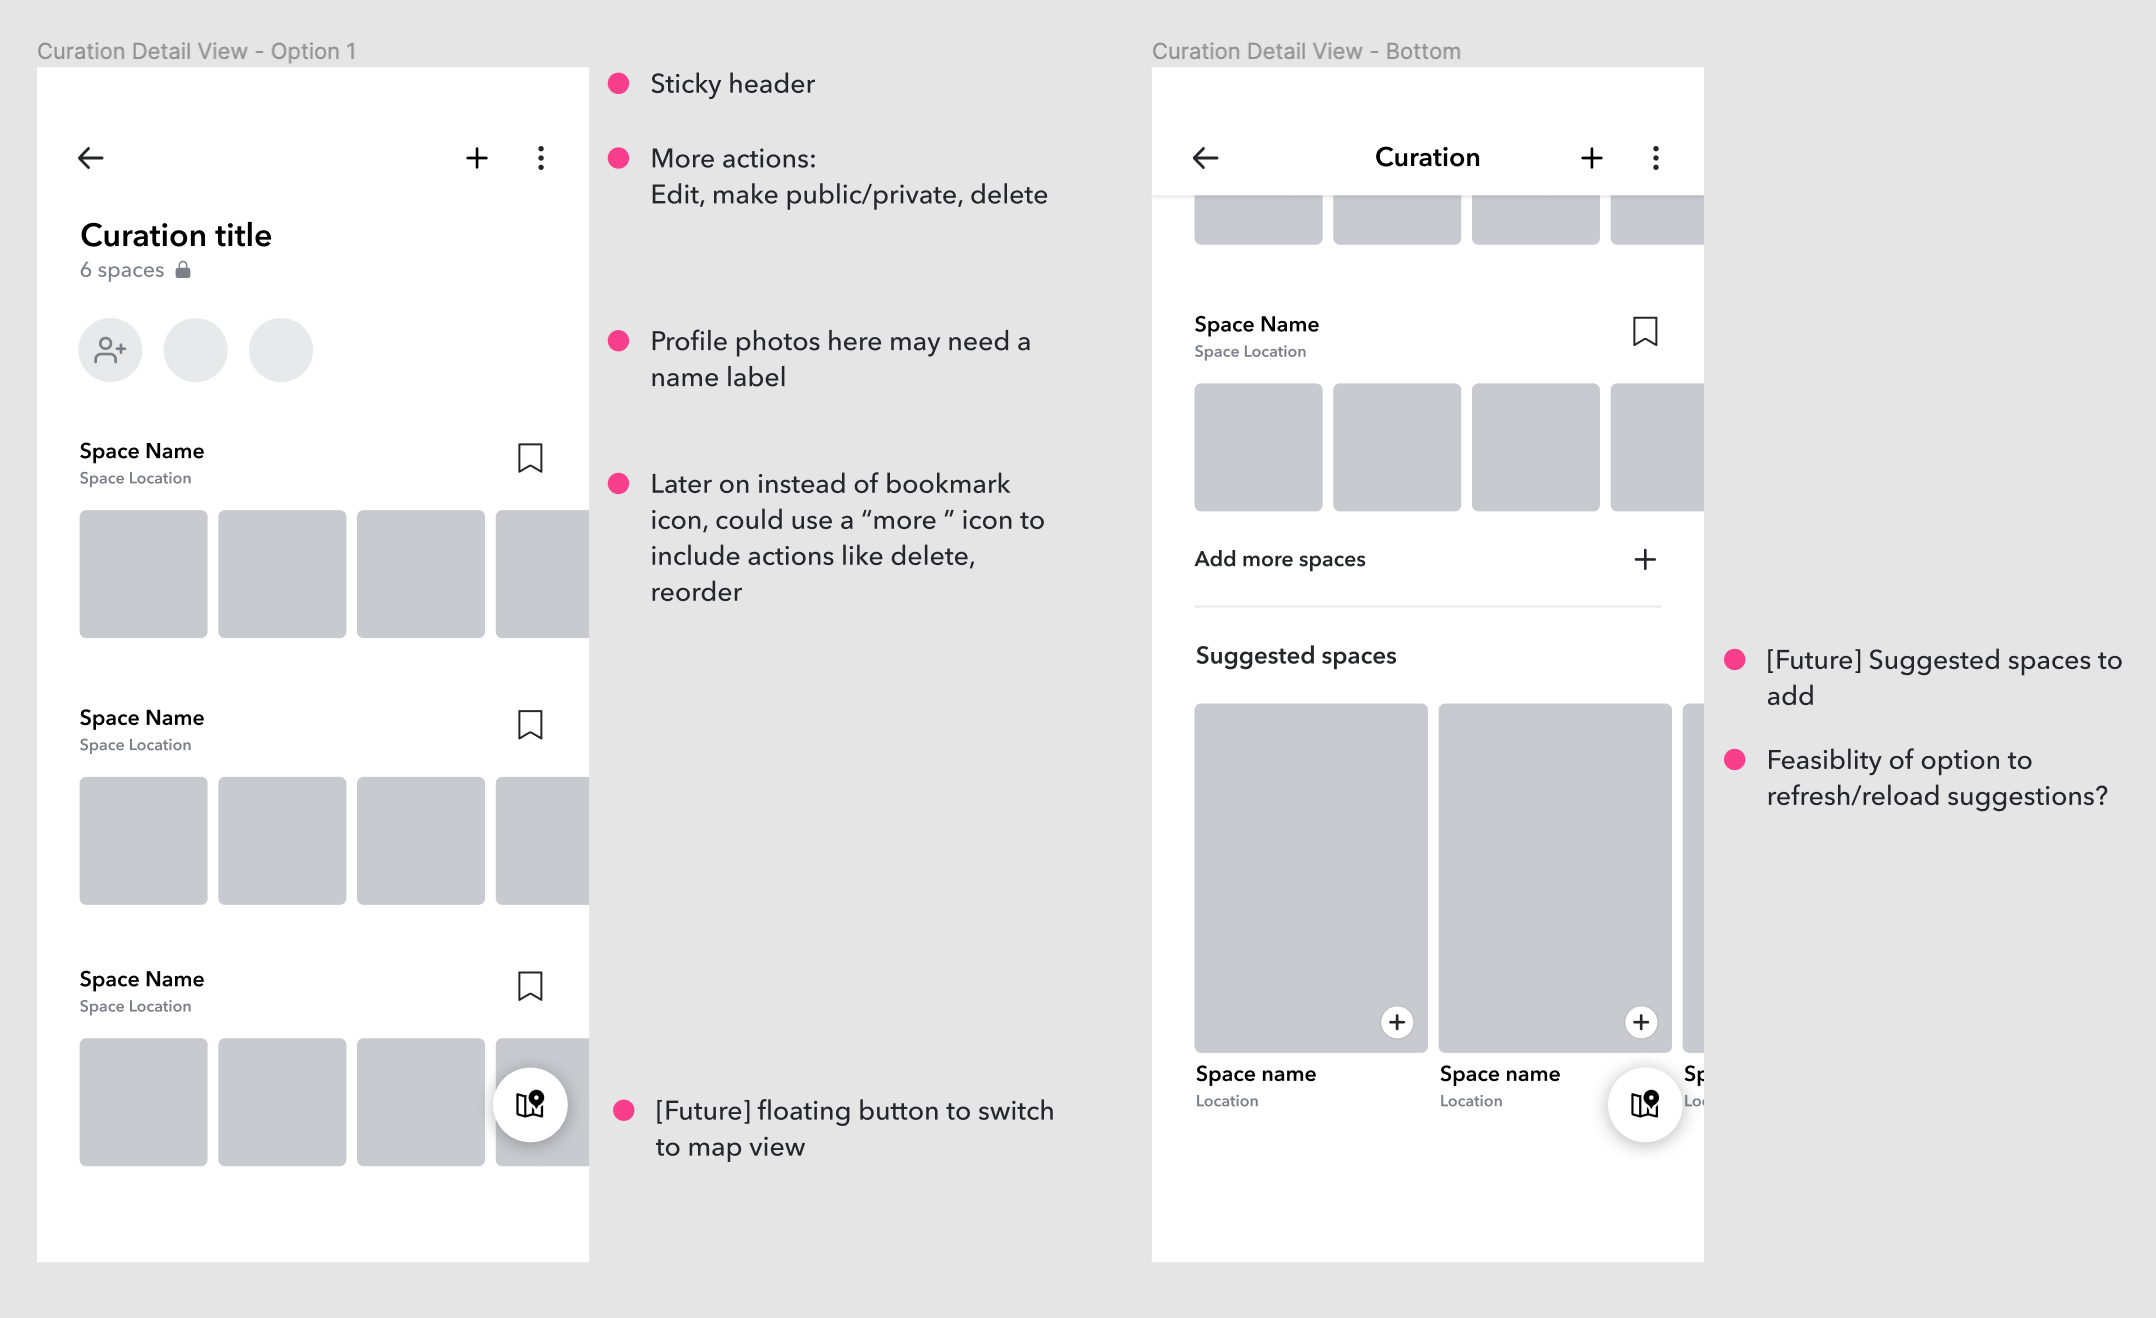 Curation Detail View - Option 1
Sticky header
More actions:
Edit, make public/private, delete
Curation title
6 spaces
Profile photos here may need a
name label
Space Name
Space Location
Later on instead of bookmark
icon, could use a “more ” icon to
include actions like delete,
reorder
Space Name
Space Location
Space Name
Space Location
[Future] floating button to switch
to map view
Curation Detail View - Bottom
Curation
Space Name
Space Location
Add more spaces
Suggested spaces
[Future] Suggested spaces to
add
Feasiblity of option to
refresh/reload suggestions?
Space name
Location
Space name
Location
Sp
Lo